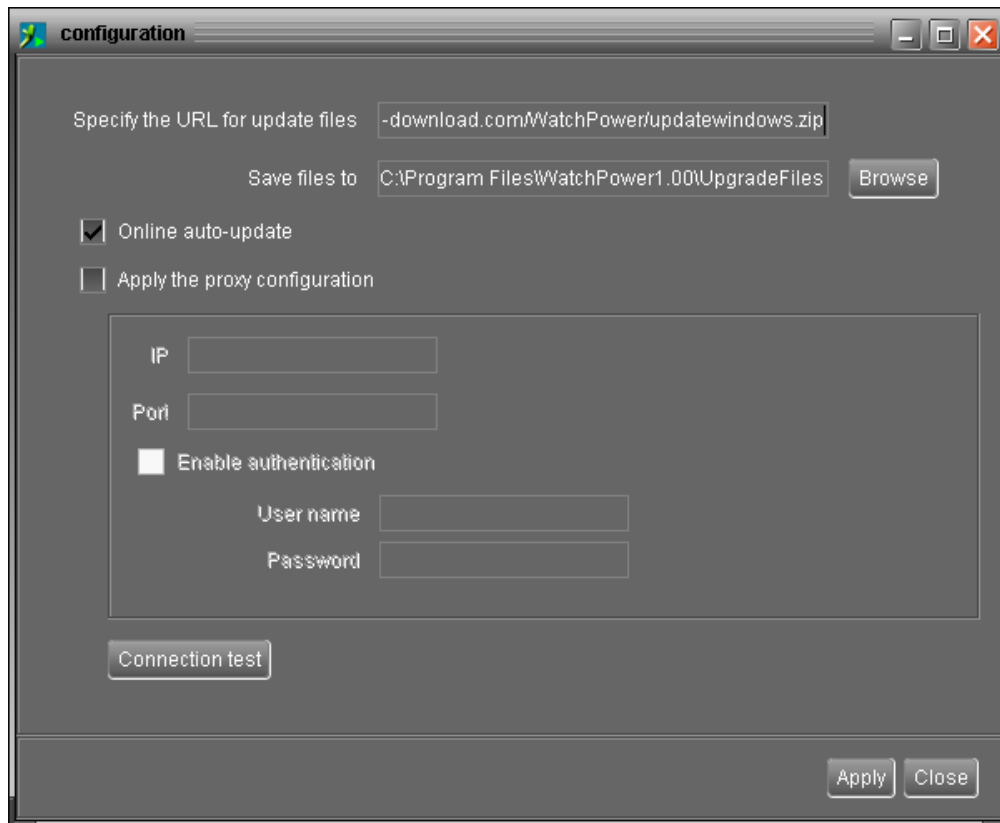 configuration
Specify the URL for update files -download.com/WatchPower/updatewindows.zip
Save files to C:\Program Files\WatchPower1.00\UpgradeFiles Browse
Online auto-update
Apply the proxy configuration
IP
Port
Enable authentication
User name
Password
Connection test
Apply Close